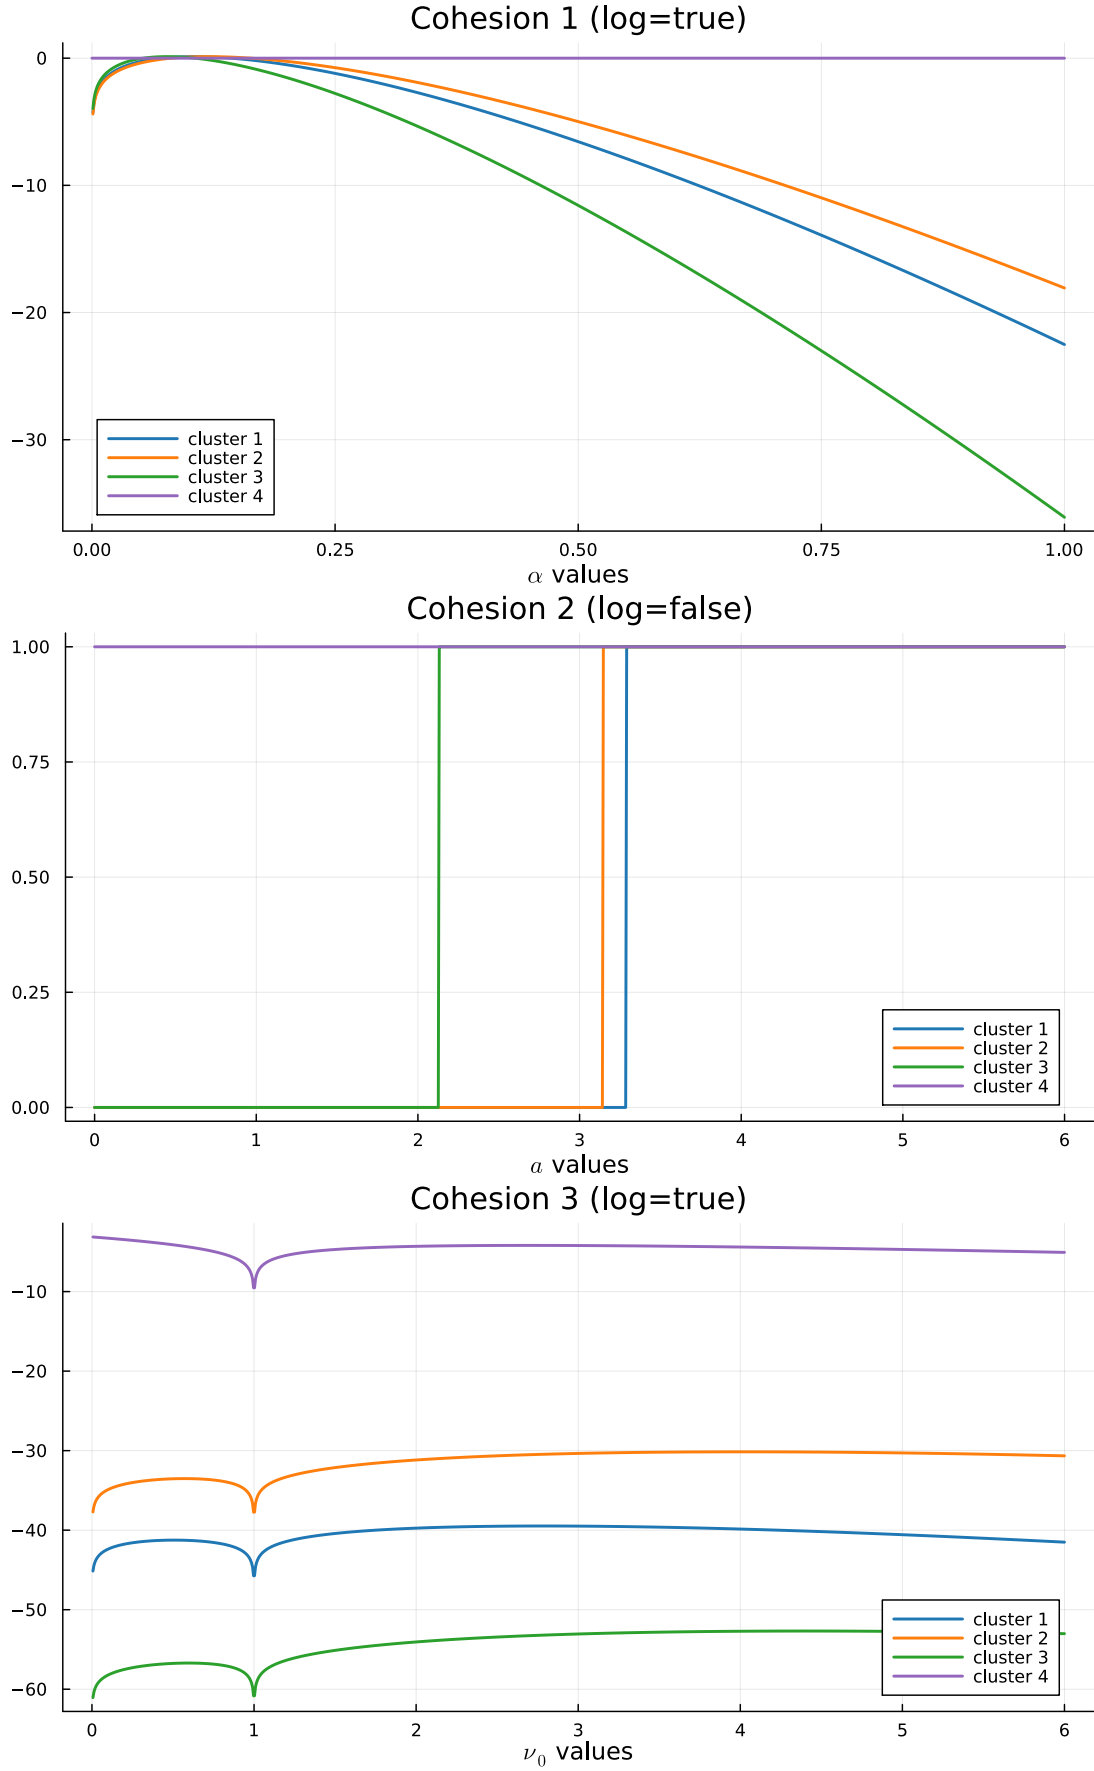 Cohesion 1 (log=true)
0
−10
−20
−30
cluster 1
cluster 2
cluster 3
cluster 4
0.00 0.25 0.50 0.75 1.00
α values
Cohesion 2 (log=false)
1.00
0.75
0.50
0.25
0.00
cluster 1
cluster 2
cluster 3
cluster 4
0 1 2 3 4 5 6
a values
Cohesion 3 (log=true)
−10
−20
−30
−40
−50
−60
cluster 1
cluster 2
cluster 3
cluster 4
0 1 2 3 4 5 6
ν₀ values